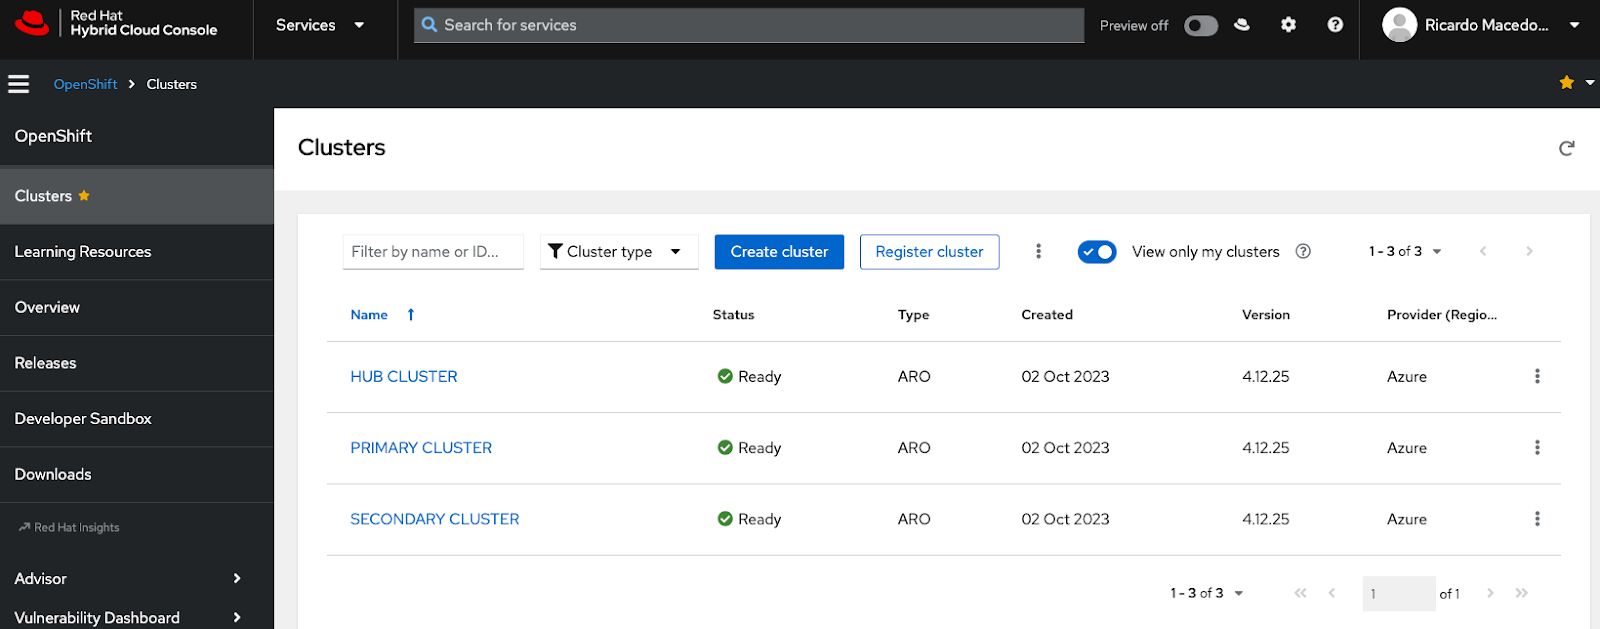 Red Hat
Hybrid Cloud Console
Services
Search for services
Preview off
Ricardo Macedo...
OpenShift
Clusters
OpenShift
Clusters
Learning Resources
Overview
Releases
Developer Sandbox
Downloads
Red Hat Insights
Advisor
Vulnerability Dashboard
Clusters
Filter by name or ID...
Cluster type
Create cluster
Register cluster
View only my clusters
1 - 3 of 3
Name Status Type Created Version Provider (Regio...
HUB CLUSTER Ready ARO 02 Oct 2023 4.12.25 Azure
PRIMARY CLUSTER Ready ARO 02 Oct 2023 4.12.25 Azure
SECONDARY CLUSTER Ready ARO 02 Oct 2023 4.12.25 Azure
1 - 3 of 3
1 of 1